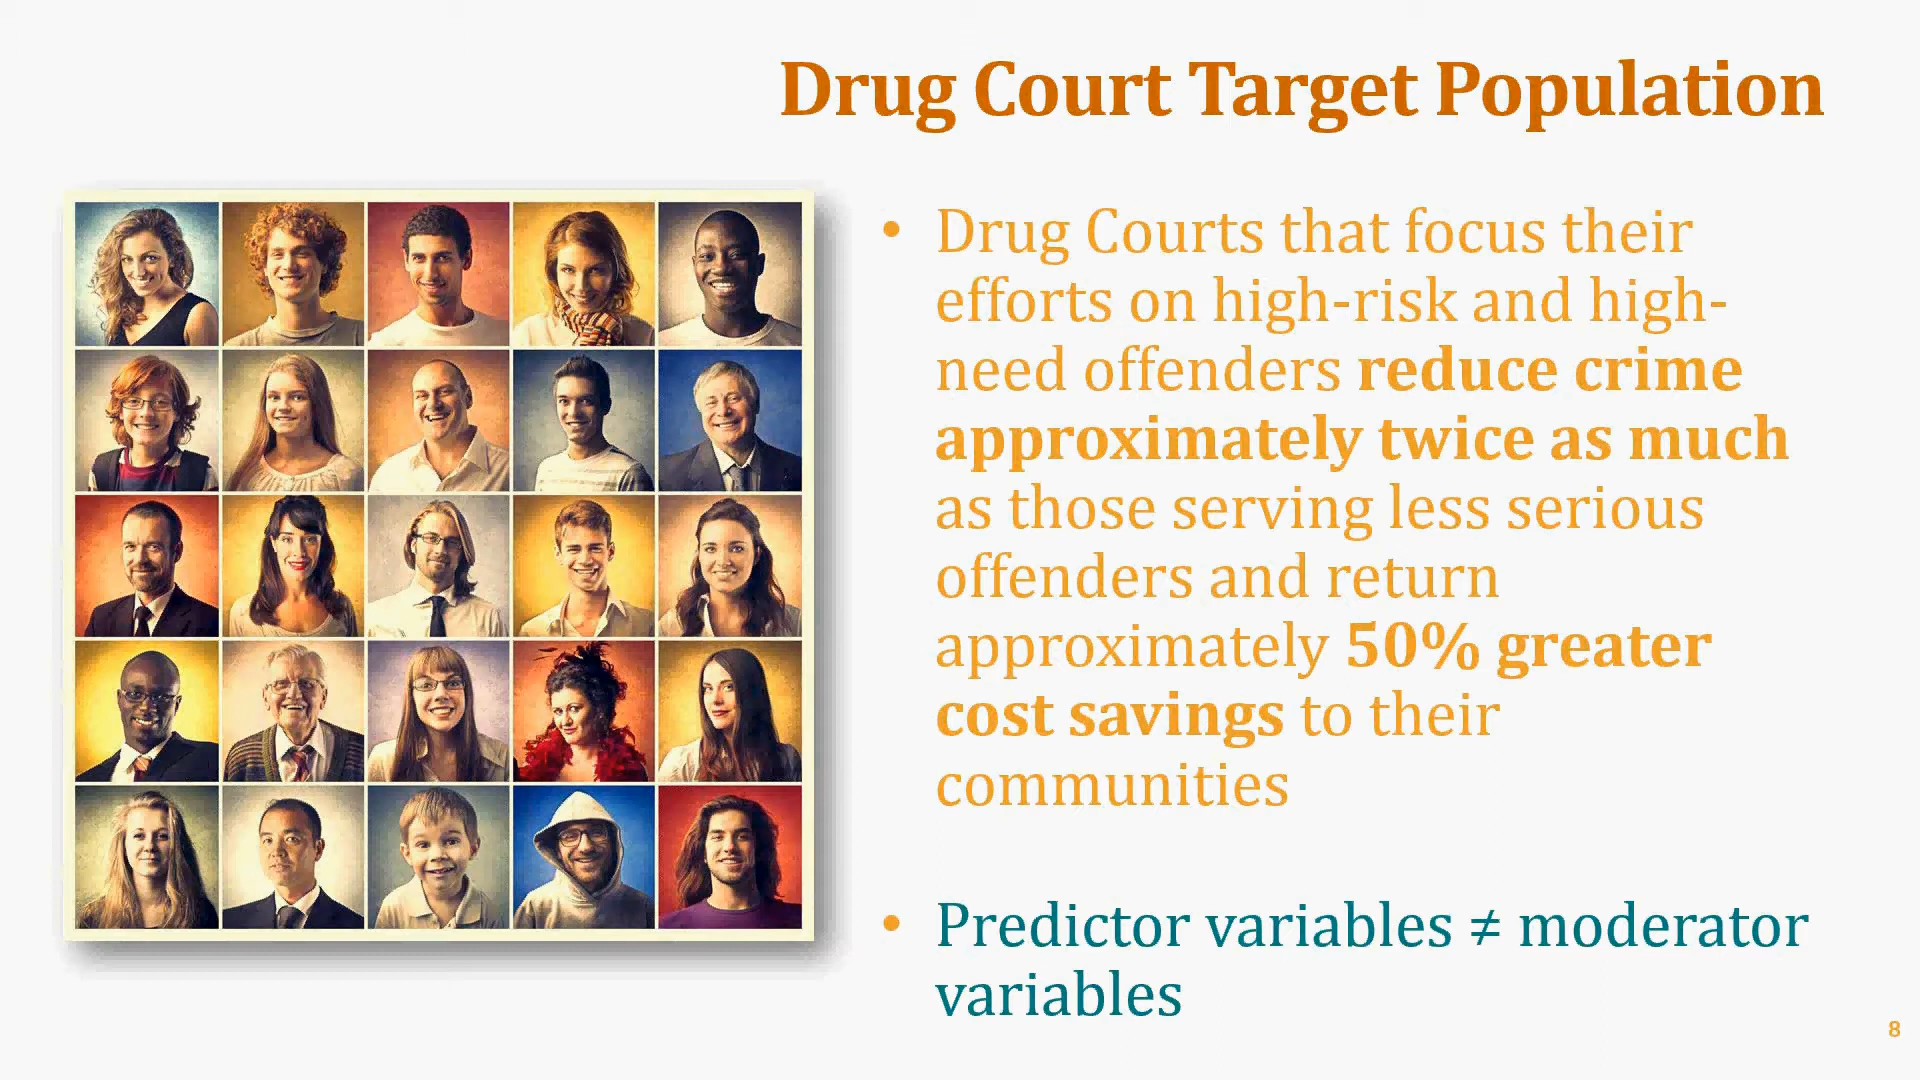 Drug Court Target Population
• Drug Courts that focus their
efforts on high-risk and high-
need offenders reduce crime
approximately twice as much
as those serving less serious
offenders and return
approximately 50% greater
cost savings to their
communities
• Predictor variables ≠ moderator
variables
8